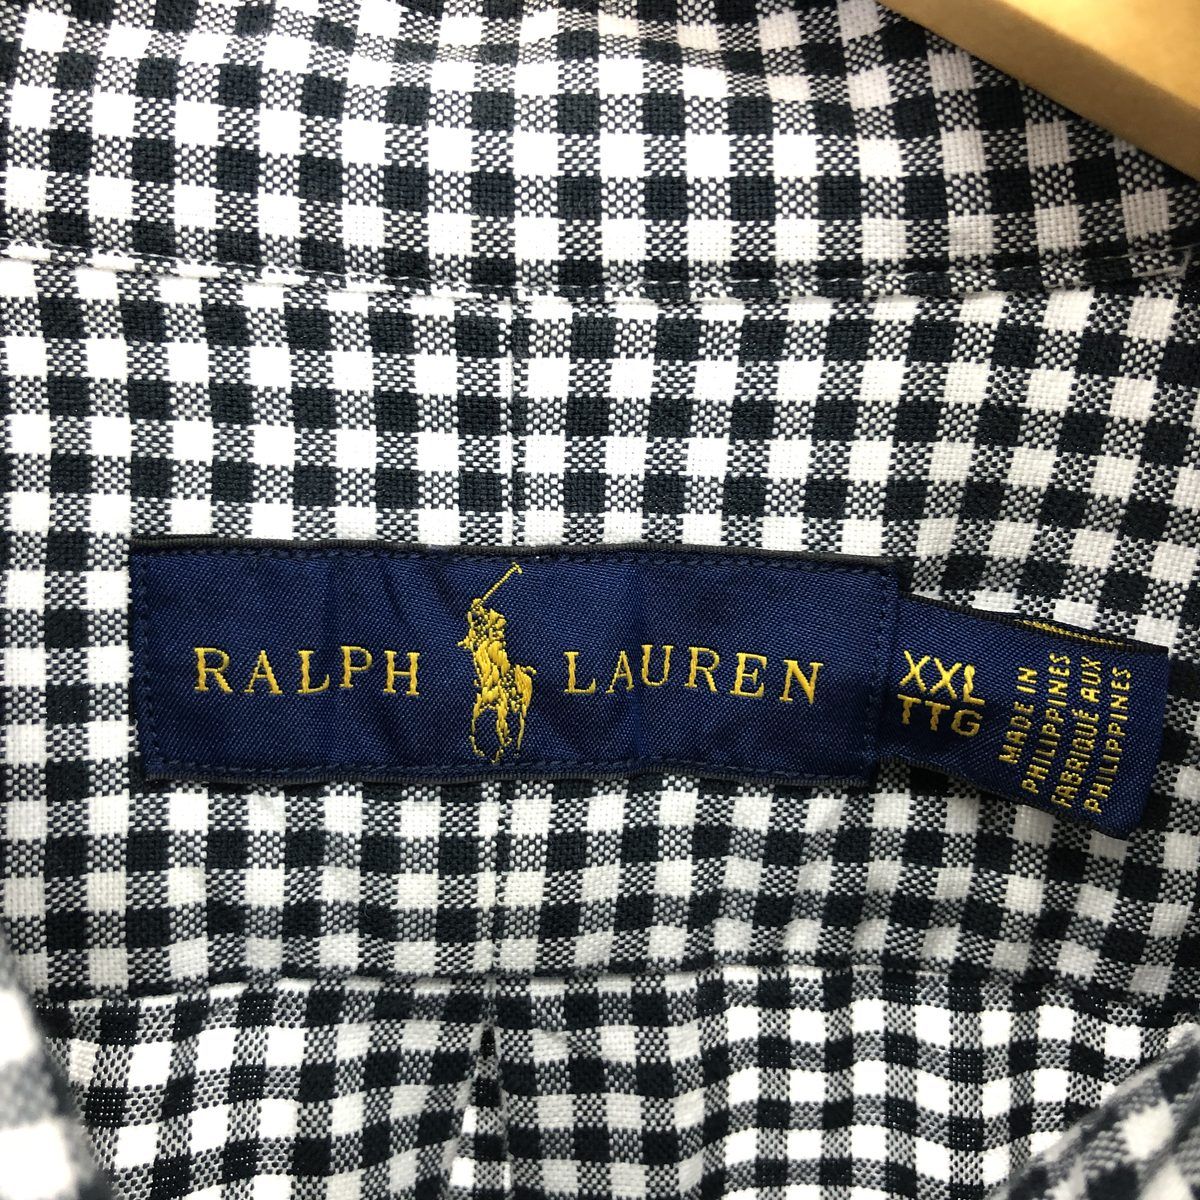 RALPH LAUREN
XXL
TTG
MADE IN
PHILIPPINES
FABRIQUÉ AUX
PHILIPPINES